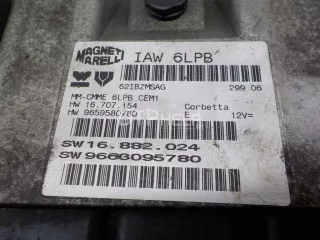 MAGNETI MARELLI
IAW 6LPB
62IBZMSAG 299 06
MM-CMME 6LPB CEM1
HW 16.707.154 Corbetta
HW 9659580780 E 12V=
SW16.882.024
SW9666095780